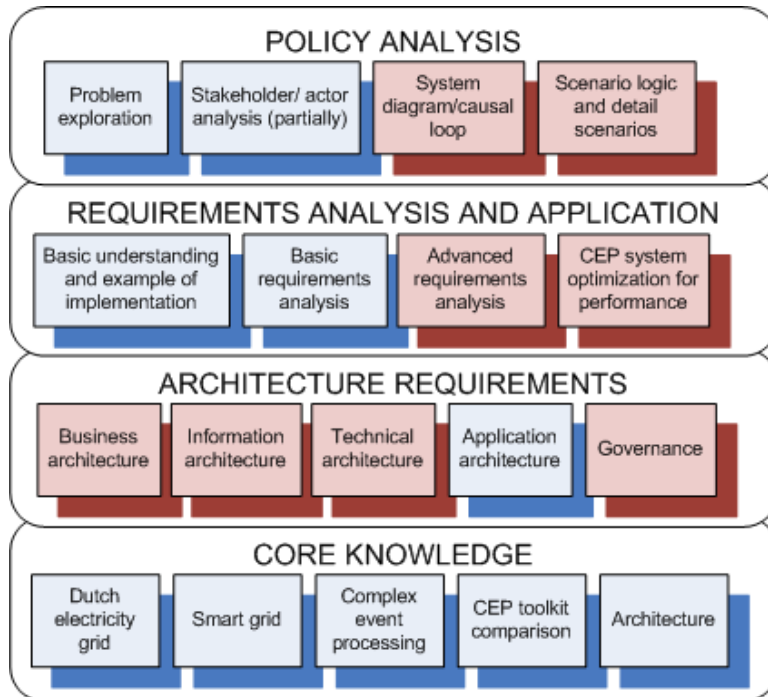 POLICY ANALYSIS
Problem
exploration
Stakeholder/ actor
analysis (partially)
System
diagram/causal
loop
Scenario logic
and detail
scenarios
REQUIREMENTS ANALYSIS AND APPLICATION
Basic understanding
and example of
implementation
Basic
requirements
analysis
Advanced
requirements
analysis
CEP system
optimization for
performance
ARCHITECTURE REQUIREMENTS
Business
architecture
Information
architecture
Technical
architecture
Application
architecture
Governance
CORE KNOWLEDGE
Dutch
electricity
grid
Smart grid
Complex
event
processing
CEP toolkit
comparison
Architecture